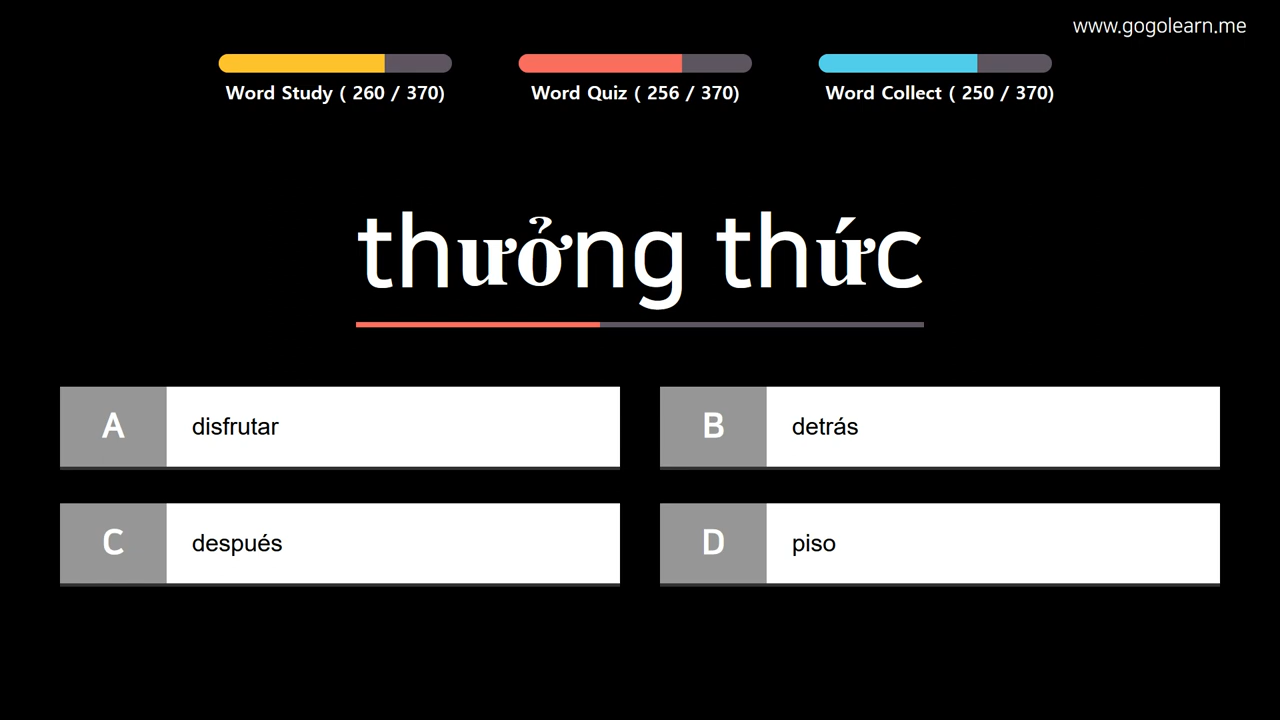 www.gogolearn.me
Word Study ( 260 / 370)
Word Quiz ( 256 / 370)
Word Collect ( 250 / 370)
thưởng thức
A disfrutar
B detrás
C después
D piso